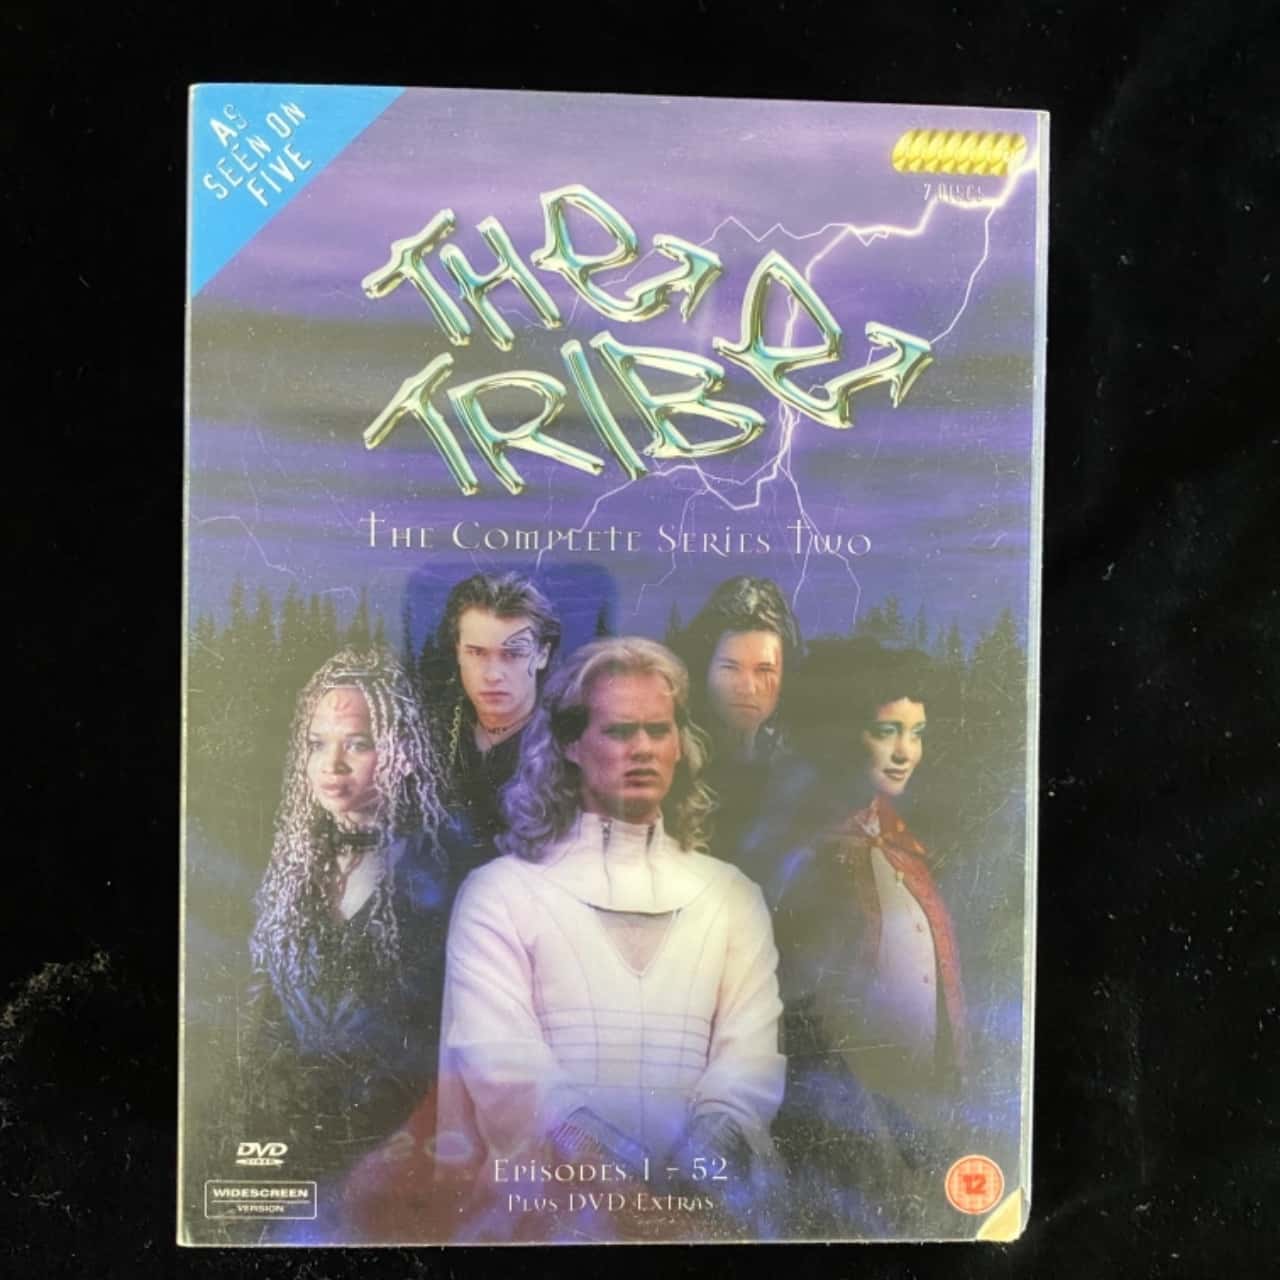 AS
SEEN ON
FIVE
7 DISCS
THE
TRIBE
THE COMPLETE SERIES TWO
EPISODES 1 - 52
PLUS DVD EXTRAS
DVD
VIDEO
WIDESCREEN
VERSION
12